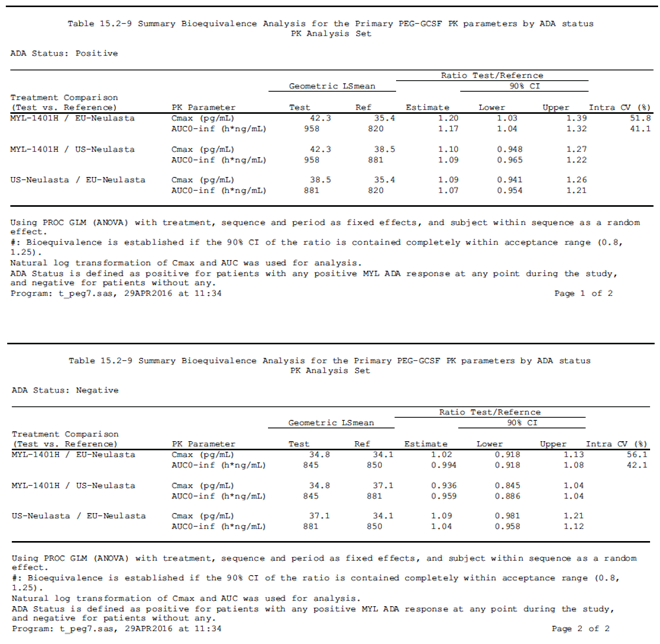 Table 15.2-9 Summary Bioequivalence Analysis for the Primary PEG-GCSF PK parameters by ADA status
PK Analysis Set
ADA Status: Positive
Ratio Test/Refernce
Geometric LSmean 90% CI
Treatment Comparison
(Test vs. Reference) PK Parameter Test Ref Estimate Lower Upper Intra CV (%)
MYL-1401H / EU-Neulasta Cmax (pg/mL) 42.3 35.4 1.20 1.03 1.39 51.8
AUC0-inf (h*ng/mL) 958 820 1.17 1.04 1.32 41.1
MYL-1401H / US-Neulasta Cmax (pg/mL) 42.3 38.5 1.10 0.948 1.27
AUC0-inf (h*ng/mL) 958 881 1.09 0.965 1.22
US-Neulasta / EU-Neulasta Cmax (pg/mL) 38.5 35.4 1.09 0.941 1.26
AUC0-inf (h*ng/mL) 881 820 1.07 0.954 1.21
Using PROC GLM (ANOVA) with treatment, sequence and period as fixed effects, and subject within sequence as a random
effect.
#: Bioequivalence is established if the 90% CI of the ratio is contained completely within acceptance range (0.8,
1.25).
Natural log transformation of Cmax and AUC was used for analysis.
ADA Status is defined as positive for patients with any positive MYL ADA response at any point during the study,
and negative for patients without any.
Program: t_peg7.sas, 29APR2016 at 11:34 Page 1 of 2
Table 15.2-9 Summary Bioequivalence Analysis for the Primary PEG-GCSF PK parameters by ADA status
PK Analysis Set
ADA Status: Negative
Ratio Test/Refernce
Geometric LSmean 90% CI
Treatment Comparison
(Test vs. Reference) PK Parameter Test Ref Estimate Lower Upper Intra CV (%)
MYL-1401H / EU-Neulasta Cmax (pg/mL) 34.8 34.1 1.02 0.918 1.13 56.1
AUC0-inf (h*ng/mL) 845 850 0.994 0.918 1.08 42.1
MYL-1401H / US-Neulasta Cmax (pg/mL) 34.8 37.1 0.936 0.845 1.04
AUC0-inf (h*ng/mL) 845 881 0.959 0.886 1.04
US-Neulasta / EU-Neulasta Cmax (pg/mL) 37.1 34.1 1.09 0.981 1.21
AUC0-inf (h*ng/mL) 881 850 1.04 0.958 1.12
Using PROC GLM (ANOVA) with treatment, sequence and period as fixed effects, and subject within sequence as a random
effect.
#: Bioequivalence is established if the 90% CI of the ratio is contained completely within acceptance range (0.8,
1.25).
Natural log transformation of Cmax and AUC was used for analysis.
ADA Status is defined as positive for patients with any positive MYL ADA response at any point during the study,
and negative for patients without any.
Program: t_peg7.sas, 29APR2016 at 11:34 Page 2 of 2